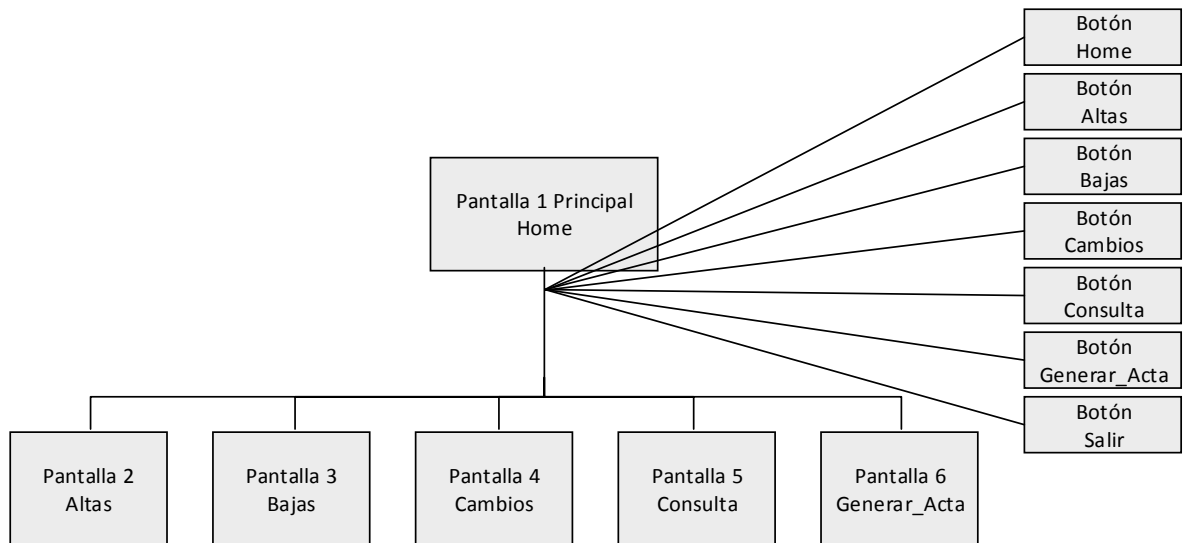 Botón
Home
Botón
Altas
Botón
Bajas
Pantalla 1 Principal
Home
Botón
Cambios
Botón
Consulta
Botón
Generar_Acta
Botón
Salir
Pantalla 2
Altas
Pantalla 3
Bajas
Pantalla 4
Cambios
Pantalla 5
Consulta
Pantalla 6
Generar_Acta